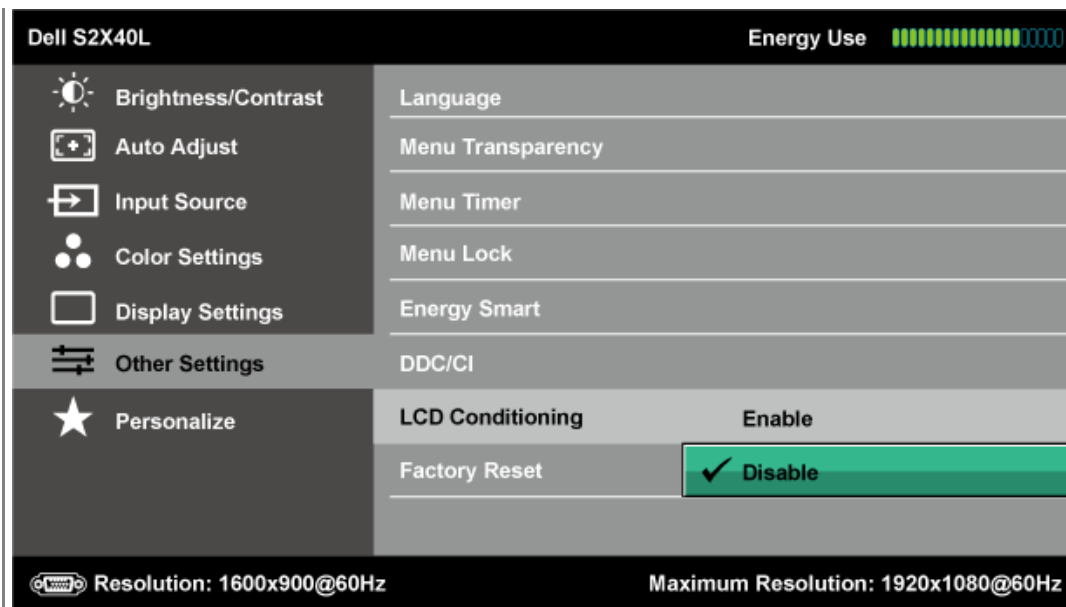 Dell S2X40L Energy Use
Brightness/Contrast Language
Auto Adjust Menu Transparency
Input Source Menu Timer
Color Settings Menu Lock
Display Settings Energy Smart
Other Settings DDC/CI
Personalize LCD Conditioning Enable
Factory Reset Disable
Resolution: 1600x900@60Hz Maximum Resolution: 1920x1080@60Hz